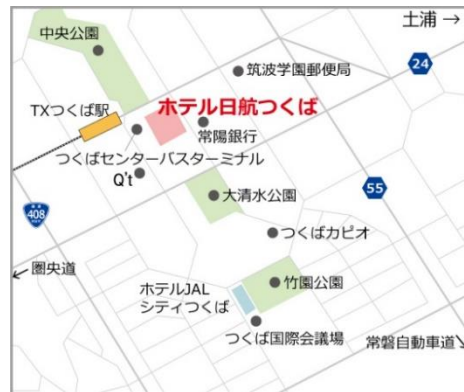 土浦 →
中央公園
筑波学園郵便局
24
TXつくば駅
ホテル日航つくば
常陽銀行
つくばセンターバスターミナル
Q't
大清水公園
55
408
つくばカピオ
圏央道
ホテルJAL
シティつくば
竹園公園
つくば国際会議場
常磐自動車道